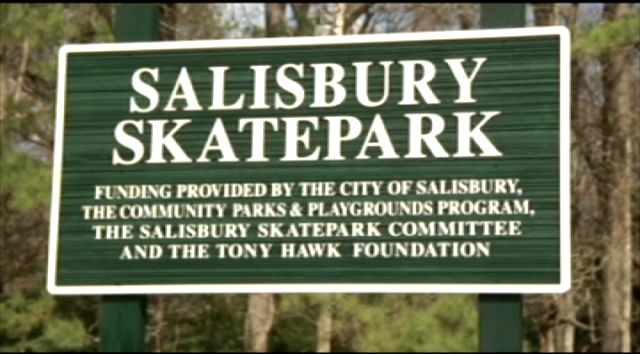 SALISBURY
SKATEPARK
FUNDING PROVIDED BY THE CITY OF SALISBURY,
THE COMMUNITY PARKS & PLAYGROUNDS PROGRAM,
THE SALISBURY SKATEPARK COMMITTEE
AND THE TONY HAWK FOUNDATION